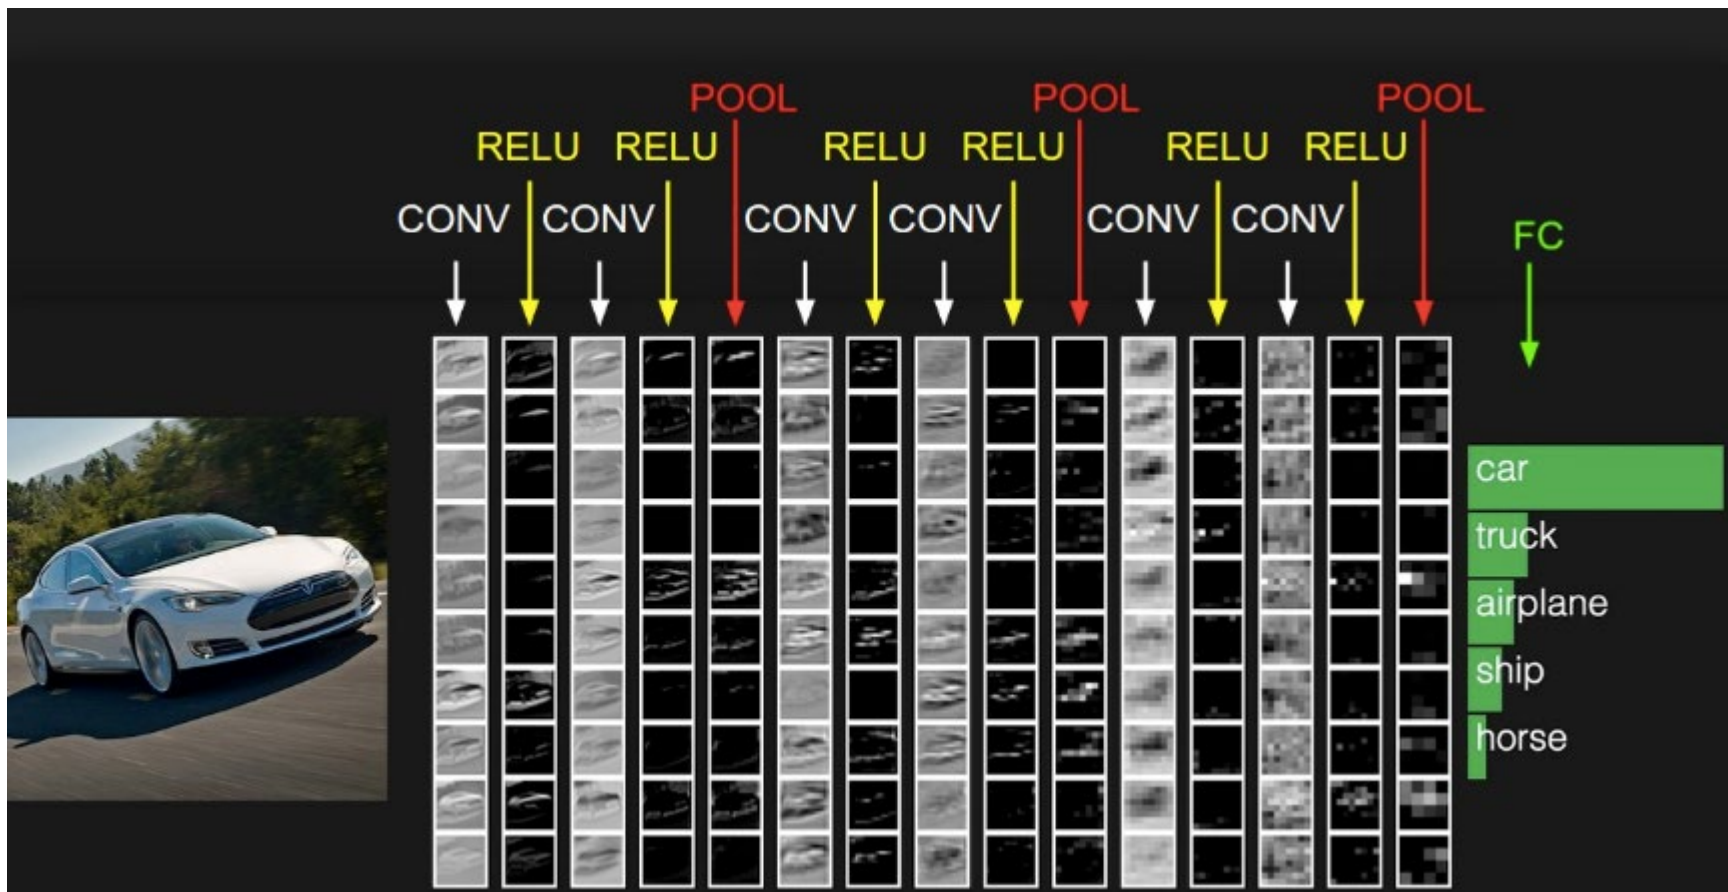 POOL POOL POOL
RELU RELU RELU RELU RELU RELU
CONV CONV CONV CONV CONV CONV
FC
car
truck
airplane
ship
horse